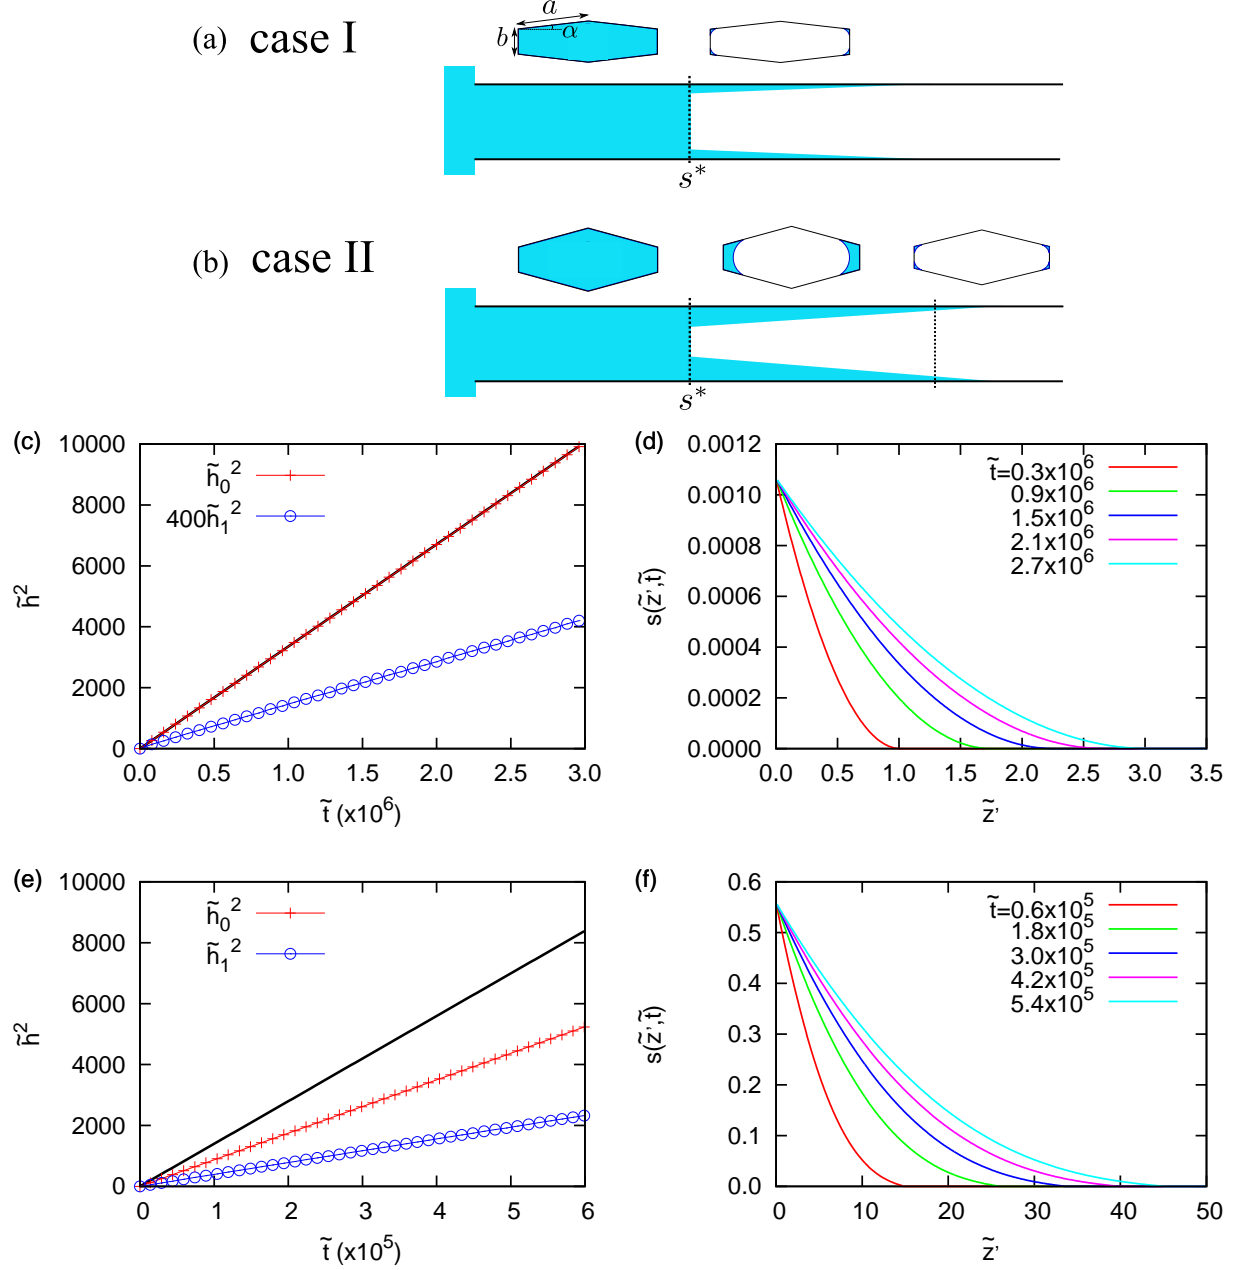 (a) case I
a
b
α
s*
(b) case II
s*
(c)
10000
8000
6000
4000
2000
0
h̃²
h̃₀²
400h̃₁²
0.0 0.5 1.0 1.5 2.0 2.5 3.0
t̃ (x10⁶)
(d)
0.0012
0.0010
0.0008
0.0006
0.0004
0.0002
0.0000
s(z̃',t̃)
t̃=0.3x10⁶
0.9x10⁶
1.5x10⁶
2.1x10⁶
2.7x10⁶
0.0 0.5 1.0 1.5 2.0 2.5 3.0 3.5
z̃'
(e)
10000
8000
6000
4000
2000
0
h̃²
h̃₀²
h̃₁²
0 1 2 3 4 5 6
t̃ (x10⁵)
(f)
0.6
0.5
0.4
0.3
0.2
0.1
0.0
s(z̃',t̃)
t̃=0.6x10⁵
1.8x10⁵
3.0x10⁵
4.2x10⁵
5.4x10⁵
0 10 20 30 40 50
z̃'